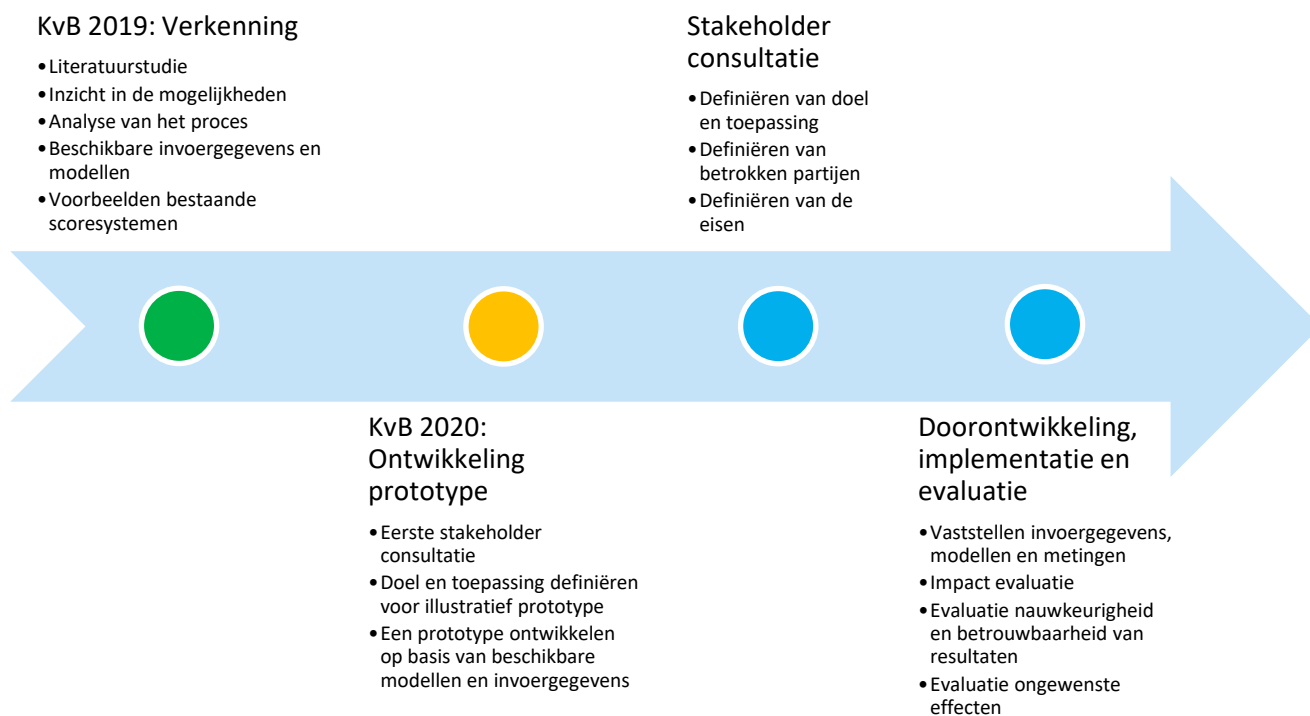 KvB 2019: Verkenning
•Literatuurstudie
•Inzicht in de mogelijkheden
•Analyse van het proces
•Beschikbare invoergegevens en
modellen
•Voorbeelden bestaande
scoresystemen
KvB 2020:
Ontwikkeling
prototype
•Eerste stakeholder
consultatie
•Doel en toepassing definiëren
voor illustratief prototype
•Een prototype ontwikkelen
op basis van beschikbare
modellen en invoergegevens
Stakeholder
consultatie
•Definiëren van doel
en toepassing
•Definiëren van
betrokken partijen
•Definiëren van de
eisen
Doorontwikkeling,
implementatie en
evaluatie
•Vaststellen invoergegevens,
modellen en metingen
•Impact evaluatie
•Evaluatie nauwkeurigheid
en betrouwbaarheid van
resultaten
•Evaluatie ongewenste
effecten